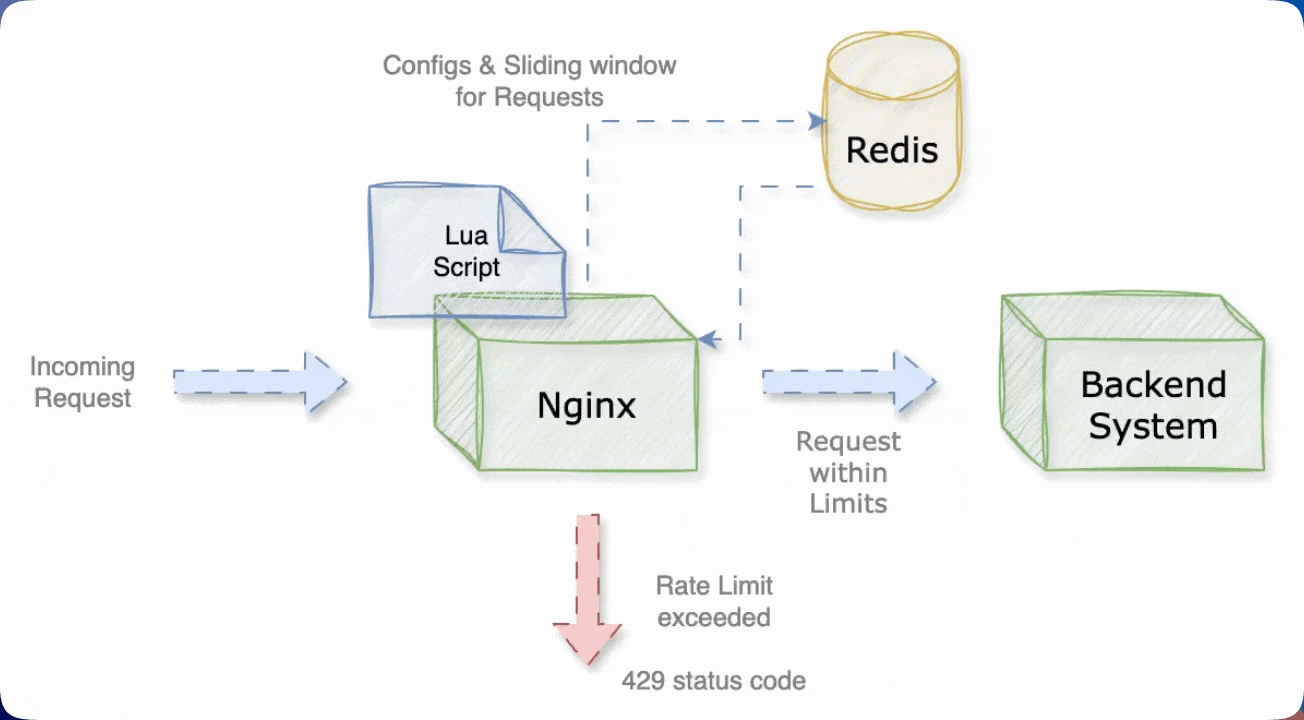 Configs & Sliding window
for Requests
Redis
Lua
Script
Incoming
Request
Nginx
Backend
System
Request
within
Limits
Rate Limit
exceeded
429 status code